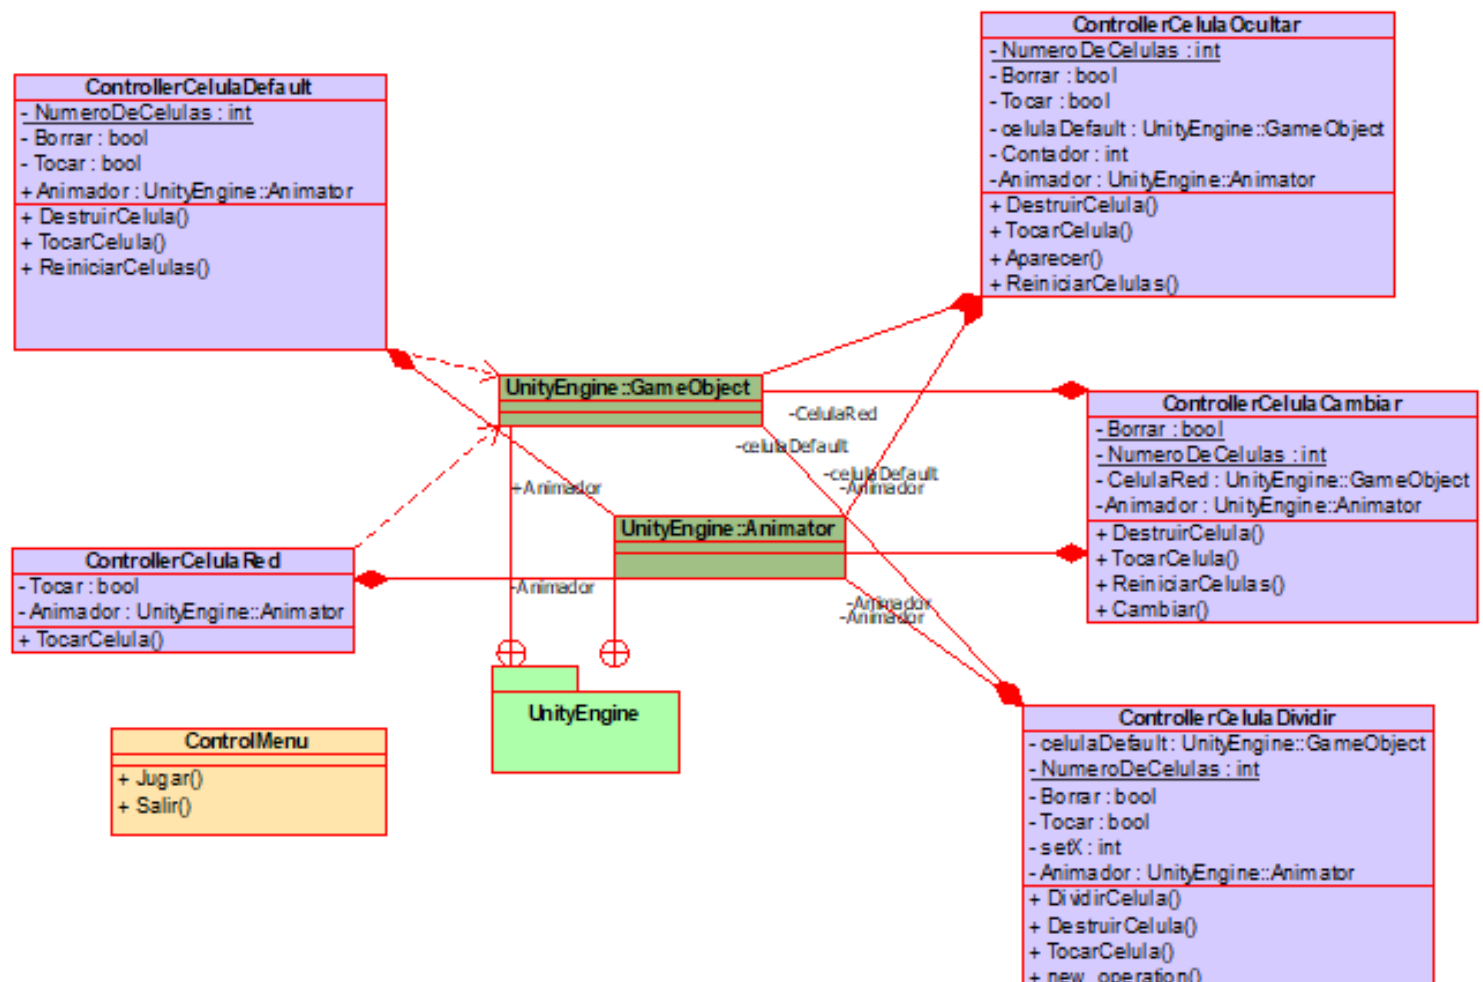 ControllerCelulaDefault
- NumeroDeCelulas : int
- Borrar : bool
- Tocar : bool
+ Animador : UnityEngine::Animator
+ DestruirCelula()
+ TocarCelula()
+ ReiniciarCelulas()
ControllerCelulaOcultar
- NumeroDeCelulas : int
- Borrar : bool
- Tocar : bool
- celulaDefault : UnityEngine::GameObject
- Contador : int
-Animador : UnityEngine::Animator
+ DestruirCelula()
+ TocarCelula()
+ Aparecer()
+ ReiniciarCelulas()
UnityEngine::GameObject
-CelulaRed
-celulaDefault
-celulaDefault
-Animador
+Animador
UnityEngine::Animator
ControllerCelulaCambiar
- Borrar : bool
- NumeroDeCelulas : int
- CelulaRed : UnityEngine::GameObject
-Animador : UnityEngine::Animator
+ DestruirCelula()
+ TocarCelula()
+ ReiniciarCelulas()
+ Cambiar()
ControllerCelulaRed
- Tocar : bool
- Animador : UnityEngine::Animator
+ TocarCelula()
-Animador
-Animador
-Animador
UnityEngine
ControlMenu
+ Jugar()
+ Salir()
ControllerCelulaDividir
- celulaDefault : UnityEngine::GameObject
- NumeroDeCelulas : int
- Borrar : bool
- Tocar : bool
- setX : int
- Animador : UnityEngine::Animator
+ DividirCelula()
+ DestruirCelula()
+ TocarCelula()
+ new_operation()